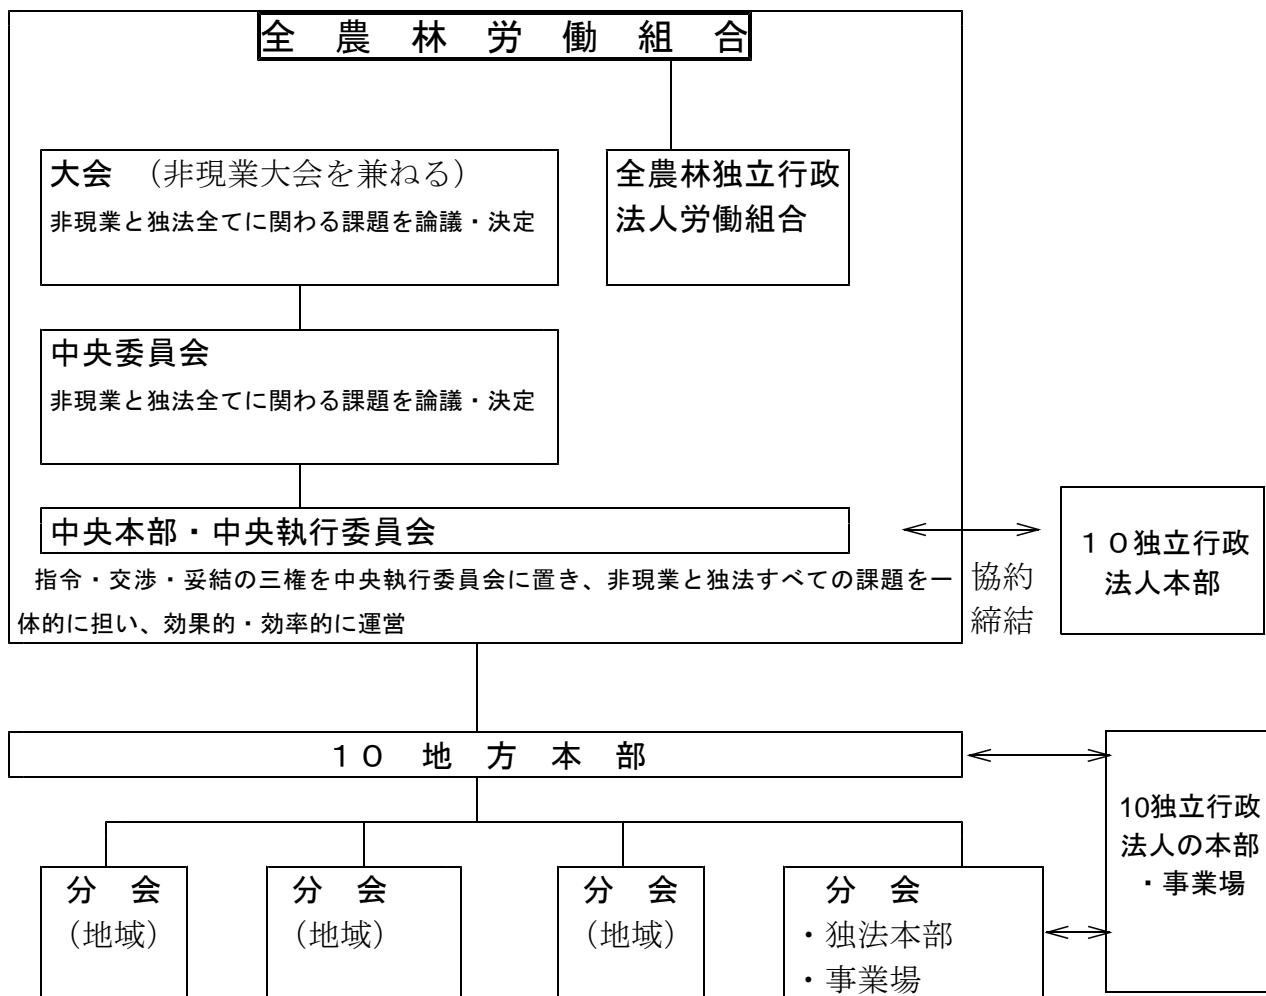 全農林労働組合
大会　（非現業大会を兼ねる）
非現業と独法全てに関わる課題を論議・決定
全農林独立行政
法人労働組合
中央委員会
非現業と独法全てに関わる課題を論議・決定
中央本部・中央執行委員会
指令・交渉・妥結の三権を中央執行委員会に置き、非現業と独法すべての課題を一
体的に担い、効果的・効率的に運営
協約
締結
１０独立行政
法人本部
１０　地　方　本　部
10独立行政
法人の本部
・事業場
分　会
（地域）
分　会
（地域）
分　会
（地域）
分　会
・独法本部
・事業場